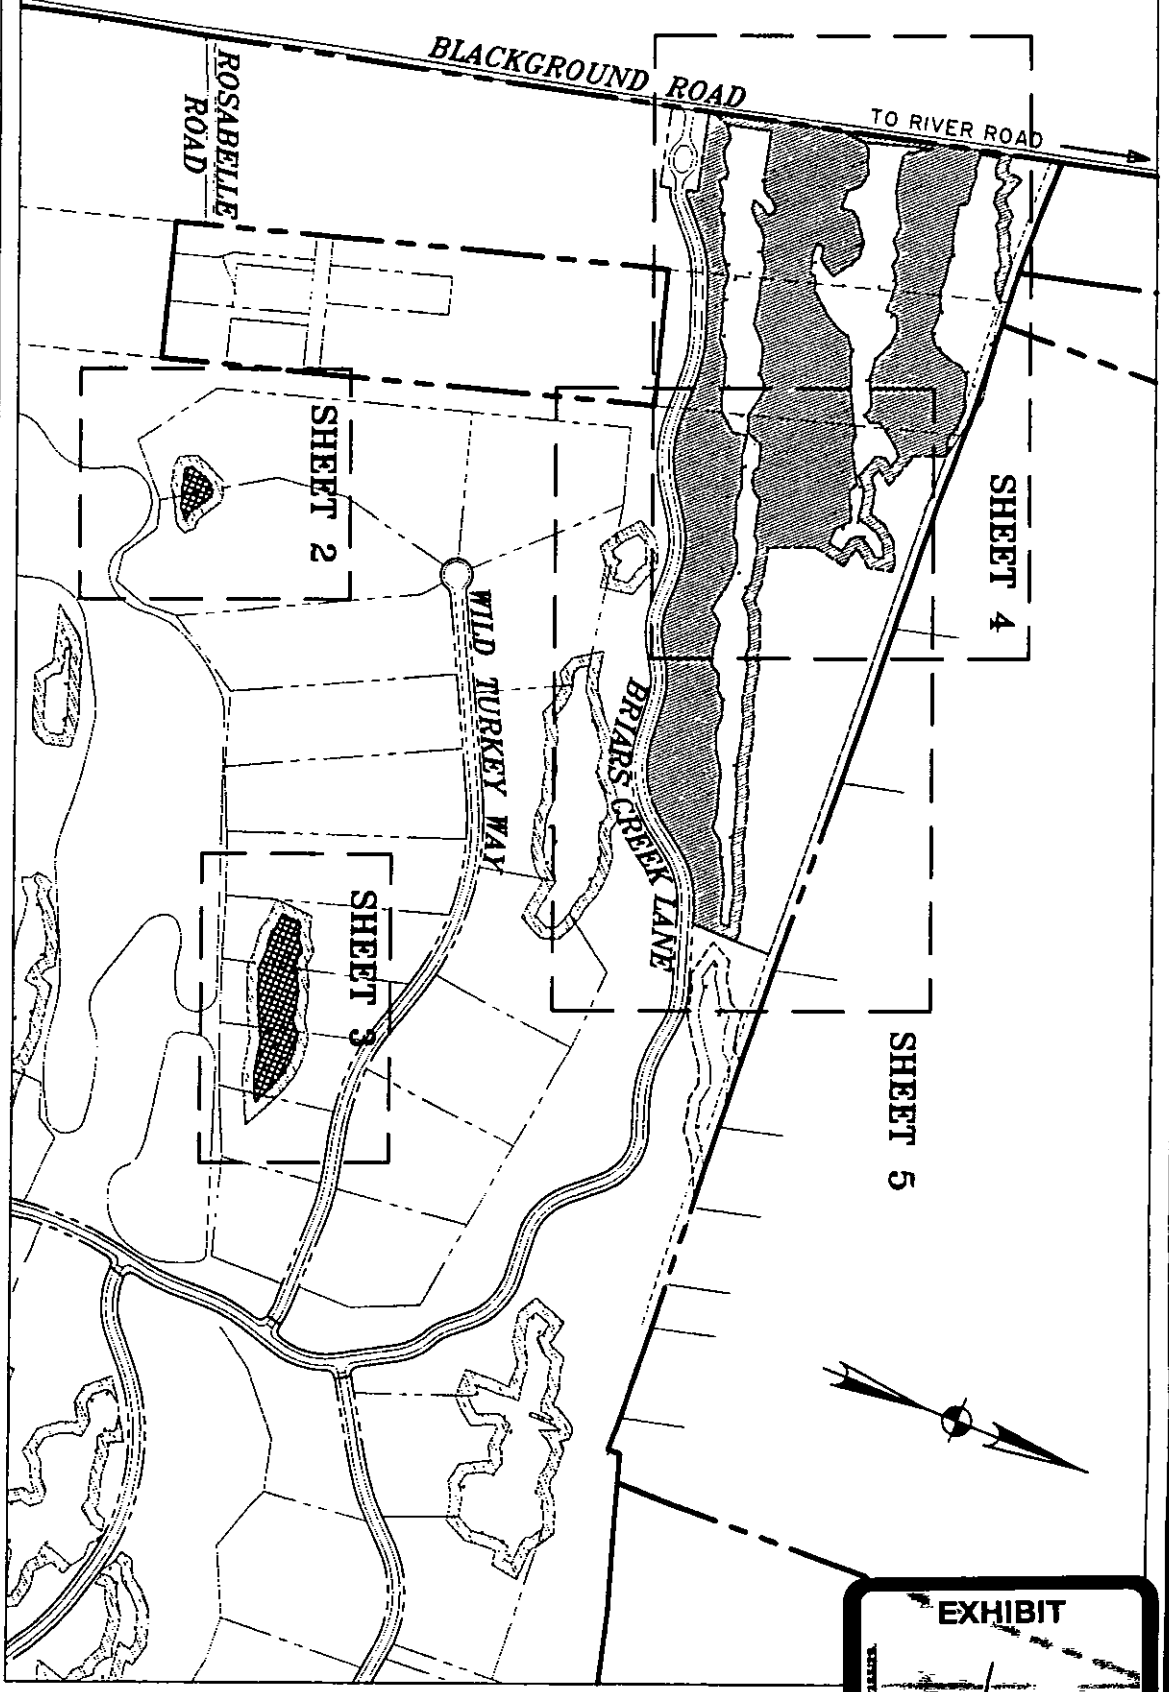 BLACKGROUND ROAD
TO RIVER ROAD
ROSABELLE
ROAD
SHEET 2
SHEET 4
WILD TURKEY WAY
BRIARS CREEK LANE
SHEET 3
SHEET 5
EXHIBIT